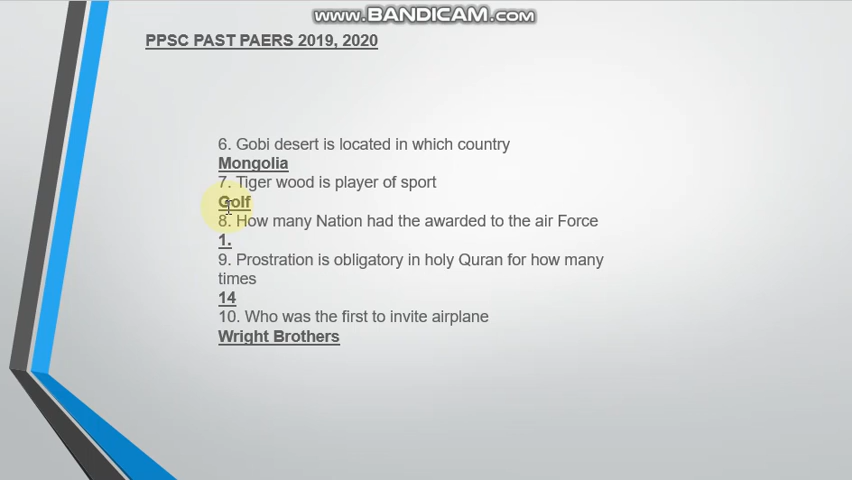 www.BANDICAM.com
PPSC PAST PAERS 2019, 2020
6. Gobi desert is located in which country
Mongolia
7. Tiger wood is player of sport
Golf
8. How many Nation had the awarded to the air Force
1.
9. Prostration is obligatory in holy Quran for how many
times
14
10. Who was the first to invite airplane
Wright Brothers